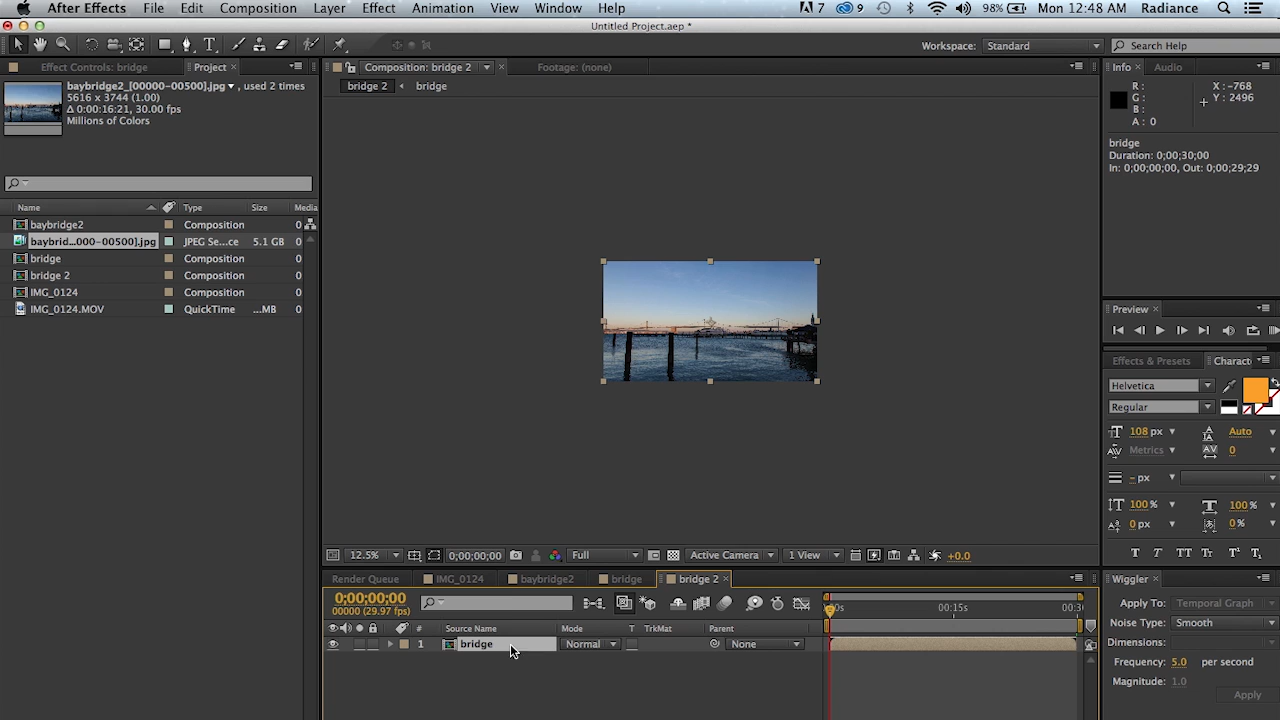 After Effects File Edit Composition Layer Effect Animation View Window Help 7 9 98% Mon 12:48 AM Radiance
Untitled Project.aep *
Workspace: Standard Search Help
Effect Controls: bridge Project Composition: bridge 2 Footage: (none) Info Audio
baybridge2_[00000-00500].jpg , used 2 times
5616 x 3744 (1.00)
Δ 0:00:16:21, 30.00 fps
Millions of Colors
bridge 2 bridge
R :
G :
B :
A : 0
X : -768
Y : 2496
bridge
Duration: 0;00;30;00
In: 0;00;00;00, Out: 0;00;29;29
Name Type Size Media
baybridge2 Composition 0
baybrid...000-00500].jpg JPEG Se...ce 5.1 GB 0
bridge Composition 0
bridge 2 Composition 0
IMG_0124 Composition 0
IMG_0124.MOV QuickTime ...MB 0
Preview
Effects & Presets Charact
Helvetica
Regular
108 px Auto
Metrics 0
- px
100 % 100 %
0 px 0 %
T T TT Tr T¹ T₁
12.5% 0;00;00;00 Full Active Camera 1 View +0.0
Render Queue IMG_0124 baybridge2 bridge bridge 2
0;00;00;00
00000 (29.97 fps)
:00s 00:15s 00:30
# Source Name Mode T TrkMat Parent
1 bridge Normal None
Wiggler
Apply To: Temporal Graph
Noise Type: Smooth
Dimensions:
Frequency: 5.0 per second
Magnitude: 1.0
Apply